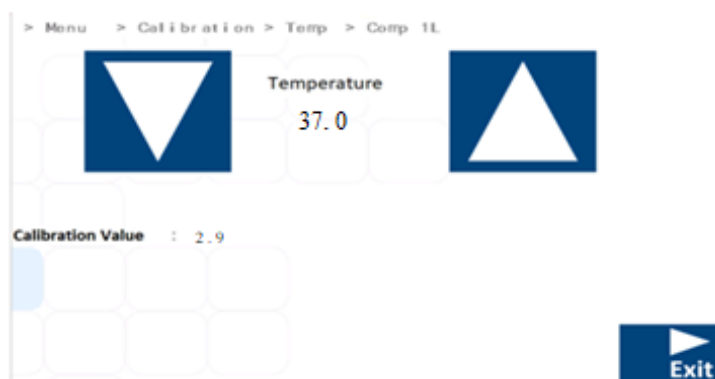 > Menu > Calibration > Temp > Comp 1L
Temperature
37.0
Calibration Value : 2.9
Exit